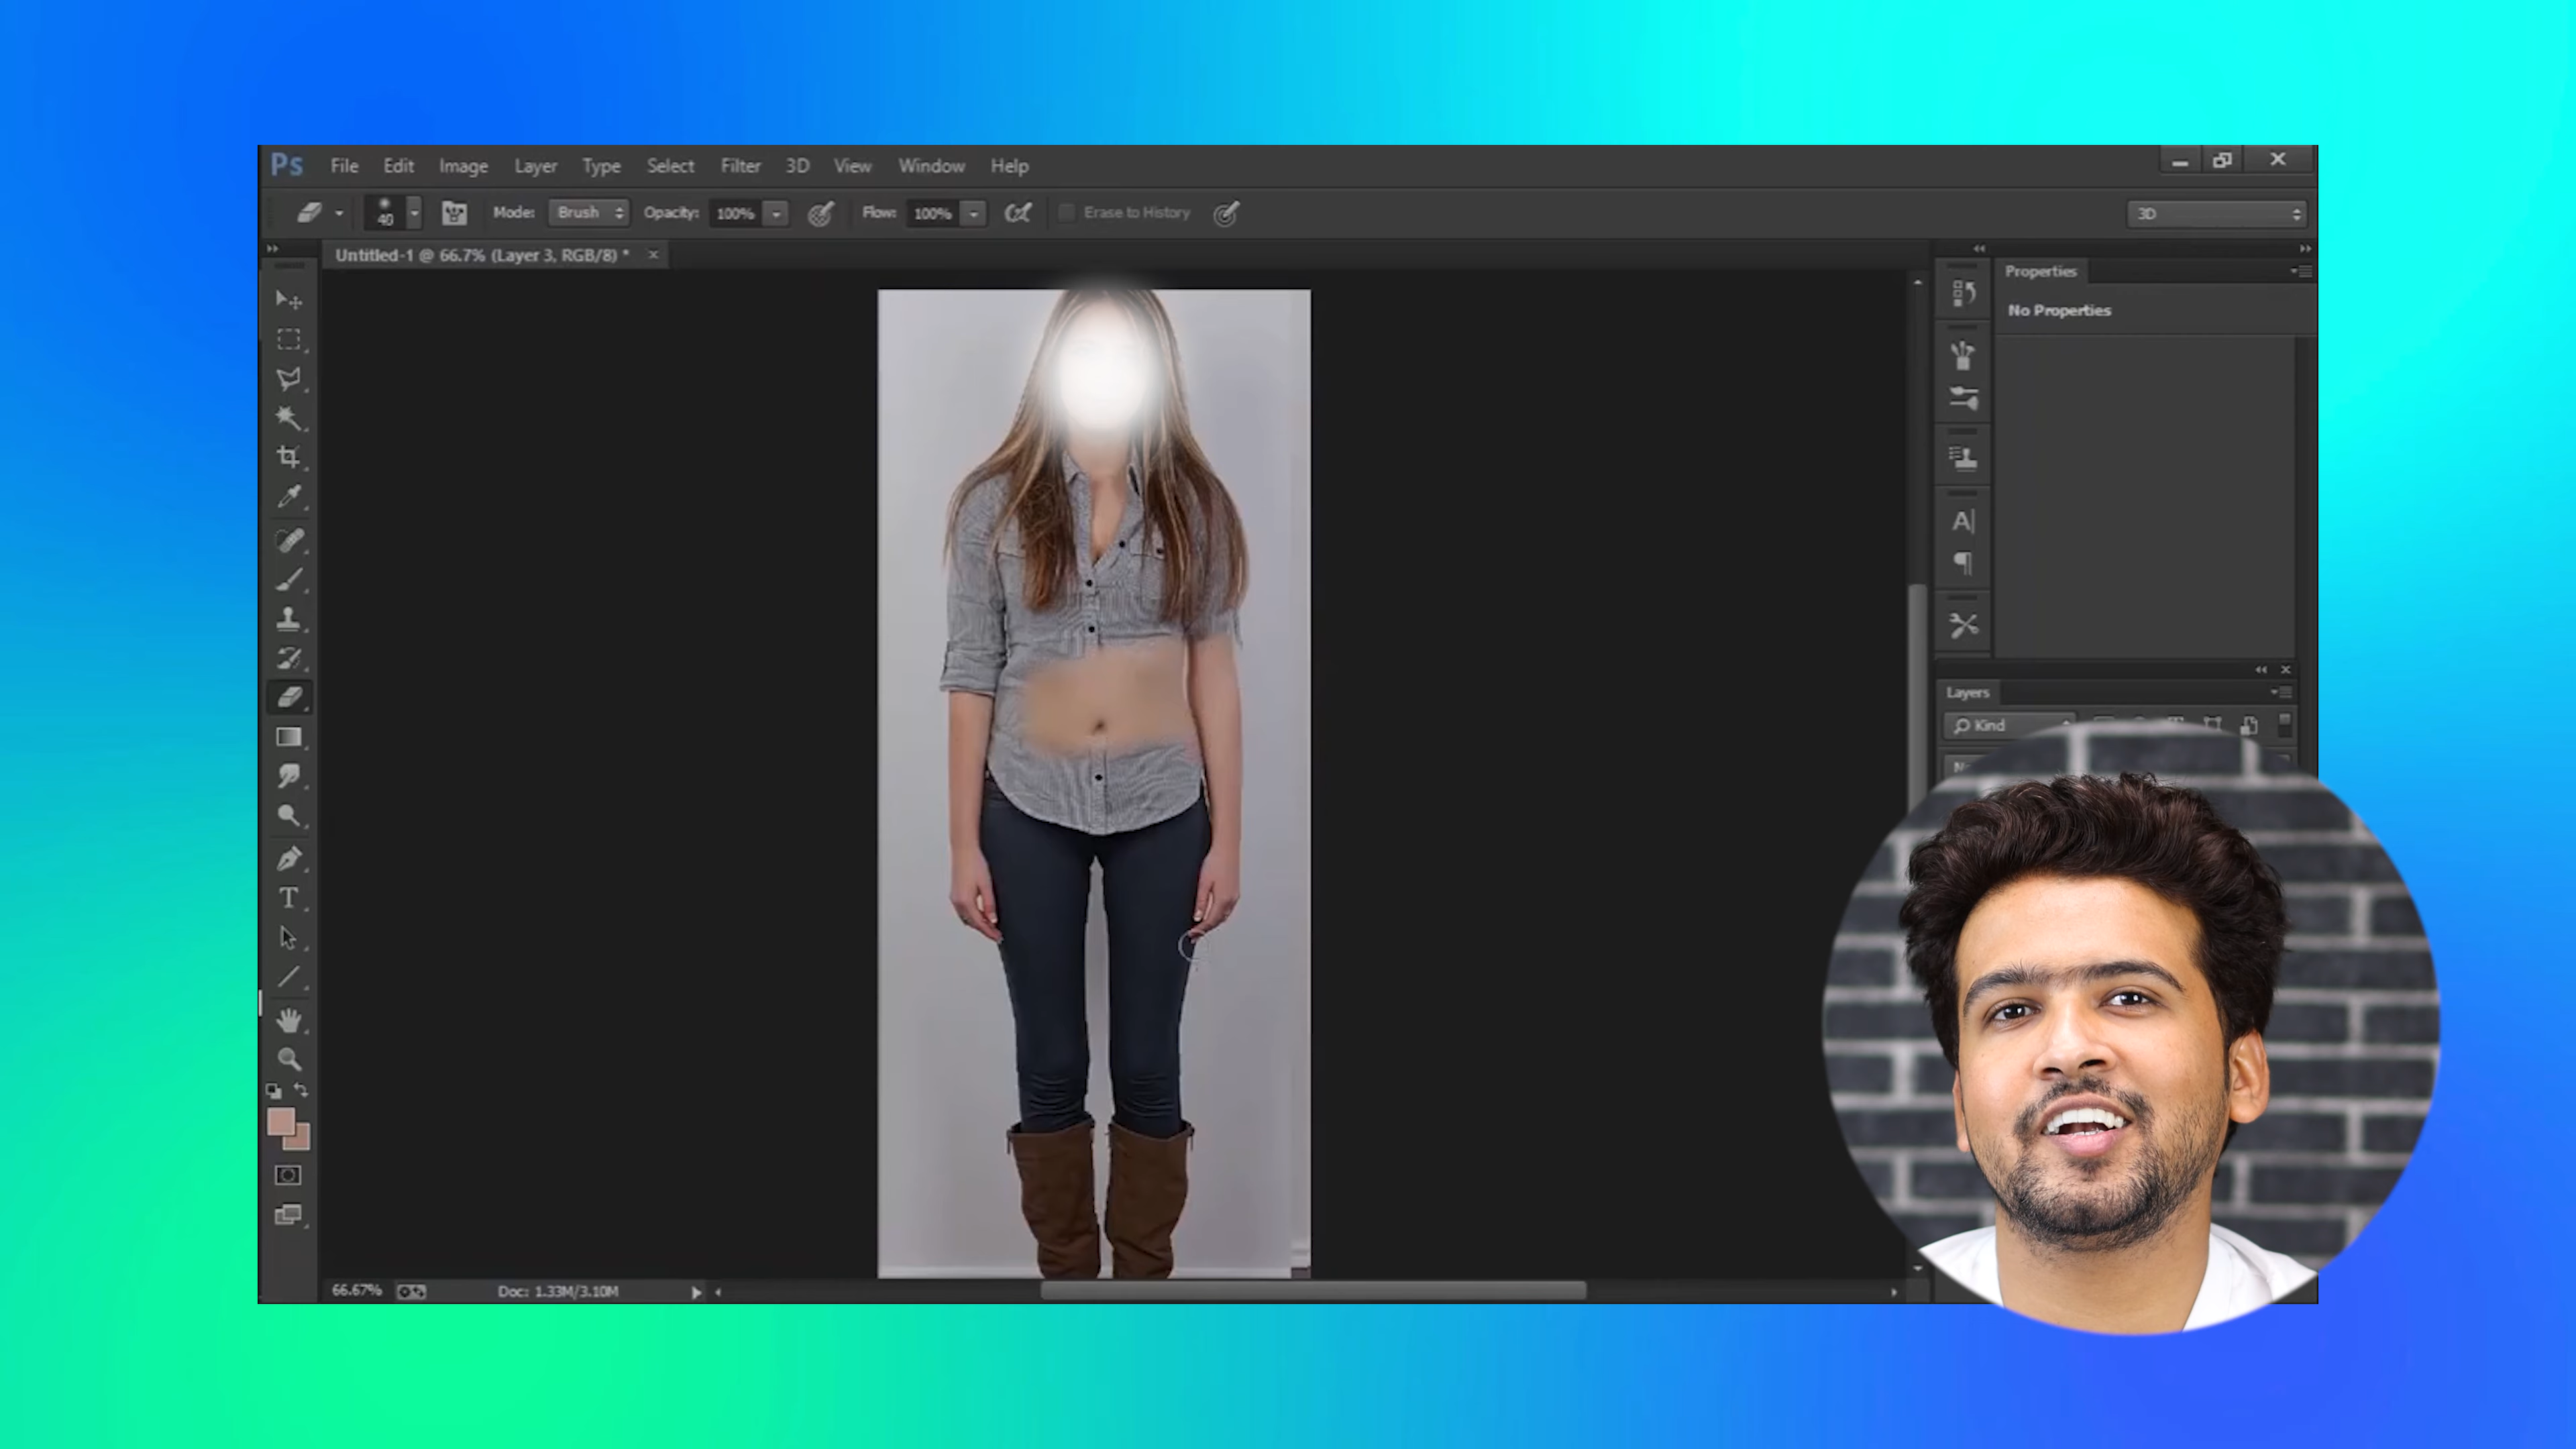 Ps File Edit Image Layer Type Select Filter 3D View Window Help
40 Mode: Brush Opacity: 100% Flow: 100% Erase to History 3D
Untitled-1 @ 66.7% (Layer 3, RGB/8) * ×
Properties
No Properties
Layers
Kind
66.67% Doc: 1.33M/3.10M